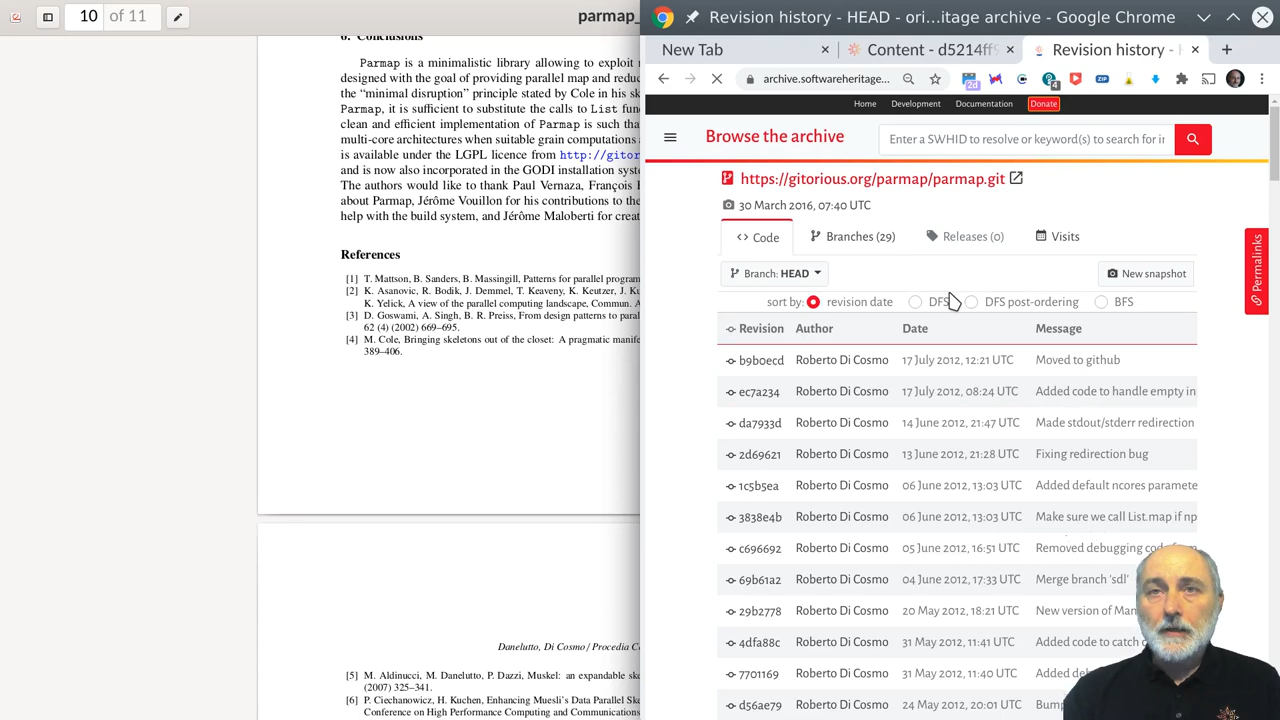 10 of 11
parmap_
6. Conclusions
Parmap is a minimalistic library allowing to exploit
designed with the goal of providing parallel map and redu
the “minimal disruption” principle stated by Cole in his sk
Parmap, it is sufficient to substitute the calls to List fun
clean and efficient implementation of Parmap is such tha
multi-core architectures when suitable grain computations a
is available under the LGPL licence from http://gitor
and is now also incorporated in the GODI installation syste
The authors would like to thank Paul Vernaza, François
about Parmap, Jérôme Vouillon for his contributions to the
help with the build system, and Jérôme Maloberti for creat
References
[1] T. Mattson, B. Sanders, B. Massingill, Patterns for parallel program
[2] K. Asanovic, R. Bodik, J. Demmel, T. Keaveny, K. Keutzer, J. Ku
K. Yelick, A view of the parallel computing landscape, Commun. A
[3] D. Goswami, A. Singh, B. R. Preiss, From design patterns to paral
62 (4) (2002) 669–695.
[4] M. Cole, Bringing skeletons out of the closet: A pragmatic manife
389–406.
Danelutto, Di Cosmo / Procedia C
[5] M. Aldinucci, M. Danelutto, P. Dazzi, Muskel: an expandable ske
(2007) 325–341.
[6] P. Ciechanowicz, H. Kuchen, Enhancing Muesli's Data Parallel Ske
Conference on High Performance Computing and Communications
Revision history - HEAD - ori…itage archive - Google Chrome
New Tab
Content - d5214ff9
Revision history -
archive.softwareheritage...
2d
4
ZIP
Home Development Documentation Donate
Browse the archive
Enter a SWHID to resolve or keyword(s) to search for in
https://gitorious.org/parmap/parmap.git
30 March 2016, 07:40 UTC
<> Code Branches (29) Releases (0) Visits
Branch: HEAD New snapshot
sort by: revision date DFS DFS post-ordering BFS
Revision Author Date Message
b9b0ecd Roberto Di Cosmo 17 July 2012, 12:21 UTC Moved to github
ec7a234 Roberto Di Cosmo 17 July 2012, 08:24 UTC Added code to handle empty in
da7933d Roberto Di Cosmo 14 June 2012, 21:47 UTC Made stdout/stderr redirection
2d69621 Roberto Di Cosmo 13 June 2012, 21:28 UTC Fixing redirection bug
1c5b5ea Roberto Di Cosmo 06 June 2012, 13:03 UTC Added default ncores paramete
3838e4b Roberto Di Cosmo 06 June 2012, 13:03 UTC Make sure we call List.map if np
c696692 Roberto Di Cosmo 05 June 2012, 16:51 UTC Removed debugging code
69b61a2 Roberto Di Cosmo 04 June 2012, 17:33 UTC Merge branch 'sdl'
29b2778 Roberto Di Cosmo 20 May 2012, 18:21 UTC New version of Man
4dfa88c Roberto Di Cosmo 31 May 2012, 11:41 UTC Added code to catch
7701169 Roberto Di Cosmo 31 May 2012, 11:40 UTC Added de
d56ae79 Roberto Di Cosmo 24 May 2012, 20:01 UTC Bump
Permalinks